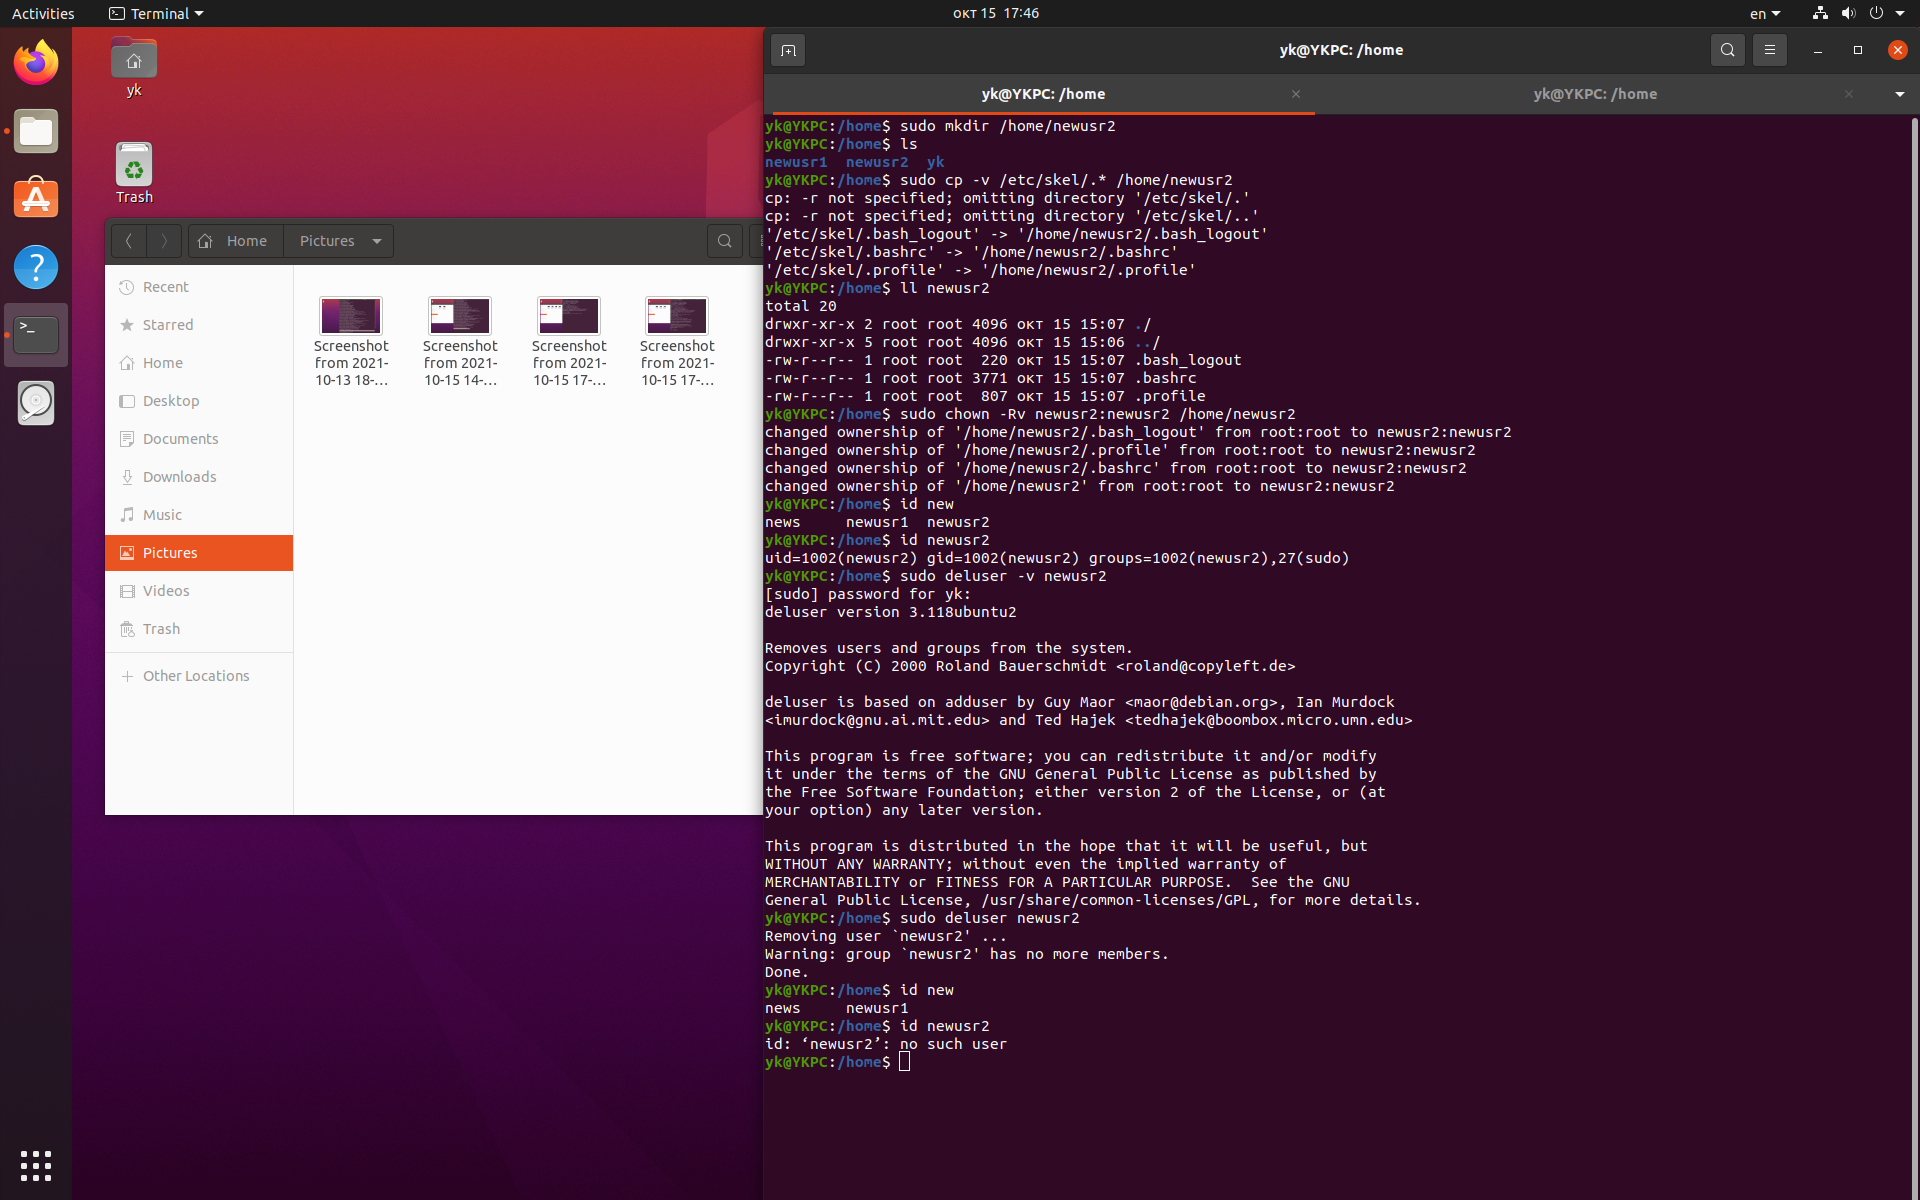 Activities
Terminal
окт 15 17:46
en
yk
Trash
Home
Pictures
Recent
Starred
Home
Desktop
Documents
Downloads
Music
Pictures
Videos
Trash
Other Locations
Screenshot
from 2021-
10-13 18-…
Screenshot
from 2021-
10-15 14-…
Screenshot
from 2021-
10-15 17-…
Screenshot
from 2021-
10-15 17-…
yk@YKPC: /home
yk@YKPC: /home
yk@YKPC: /home
yk@YKPC:/home$ sudo mkdir /home/newusr2
yk@YKPC:/home$ ls
newusr1  newusr2  yk
yk@YKPC:/home$ sudo cp -v /etc/skel/.* /home/newusr2
cp: -r not specified; omitting directory '/etc/skel/.'
cp: -r not specified; omitting directory '/etc/skel/..'
'/etc/skel/.bash_logout' -> '/home/newusr2/.bash_logout'
'/etc/skel/.bashrc' -> '/home/newusr2/.bashrc'
'/etc/skel/.profile' -> '/home/newusr2/.profile'
yk@YKPC:/home$ ll newusr2
total 20
drwxr-xr-x 2 root root 4096 окт 15 15:07 ./
drwxr-xr-x 5 root root 4096 окт 15 15:06 ../
-rw-r--r-- 1 root root  220 окт 15 15:07 .bash_logout
-rw-r--r-- 1 root root 3771 окт 15 15:07 .bashrc
-rw-r--r-- 1 root root  807 окт 15 15:07 .profile
yk@YKPC:/home$ sudo chown -Rv newusr2:newusr2 /home/newusr2
changed ownership of '/home/newusr2/.bash_logout' from root:root to newusr2:newusr2
changed ownership of '/home/newusr2/.profile' from root:root to newusr2:newusr2
changed ownership of '/home/newusr2/.bashrc' from root:root to newusr2:newusr2
changed ownership of '/home/newusr2' from root:root to newusr2:newusr2
yk@YKPC:/home$ id new
news     newusr1  newusr2
yk@YKPC:/home$ id newusr2
uid=1002(newusr2) gid=1002(newusr2) groups=1002(newusr2),27(sudo)
yk@YKPC:/home$ sudo deluser -v newusr2
[sudo] password for yk:
deluser version 3.118ubuntu2
Removes users and groups from the system.
Copyright (C) 2000 Roland Bauerschmidt <roland@copyleft.de>
deluser is based on adduser by Guy Maor <maor@debian.org>, Ian Murdock
<imurdock@gnu.ai.mit.edu> and Ted Hajek <tedhajek@boombox.micro.umn.edu>
This program is free software; you can redistribute it and/or modify
it under the terms of the GNU General Public License as published by
the Free Software Foundation; either version 2 of the License, or (at
your option) any later version.
This program is distributed in the hope that it will be useful, but
WITHOUT ANY WARRANTY; without even the implied warranty of
MERCHANTABILITY or FITNESS FOR A PARTICULAR PURPOSE.  See the GNU
General Public License, /usr/share/common-licenses/GPL, for more details.
yk@YKPC:/home$ sudo deluser newusr2
Removing user `newusr2' ...
Warning: group `newusr2' has no more members.
Done.
yk@YKPC:/home$ id new
news     newusr1
yk@YKPC:/home$ id newusr2
id: ‘newusr2’: no such user
yk@YKPC:/home$